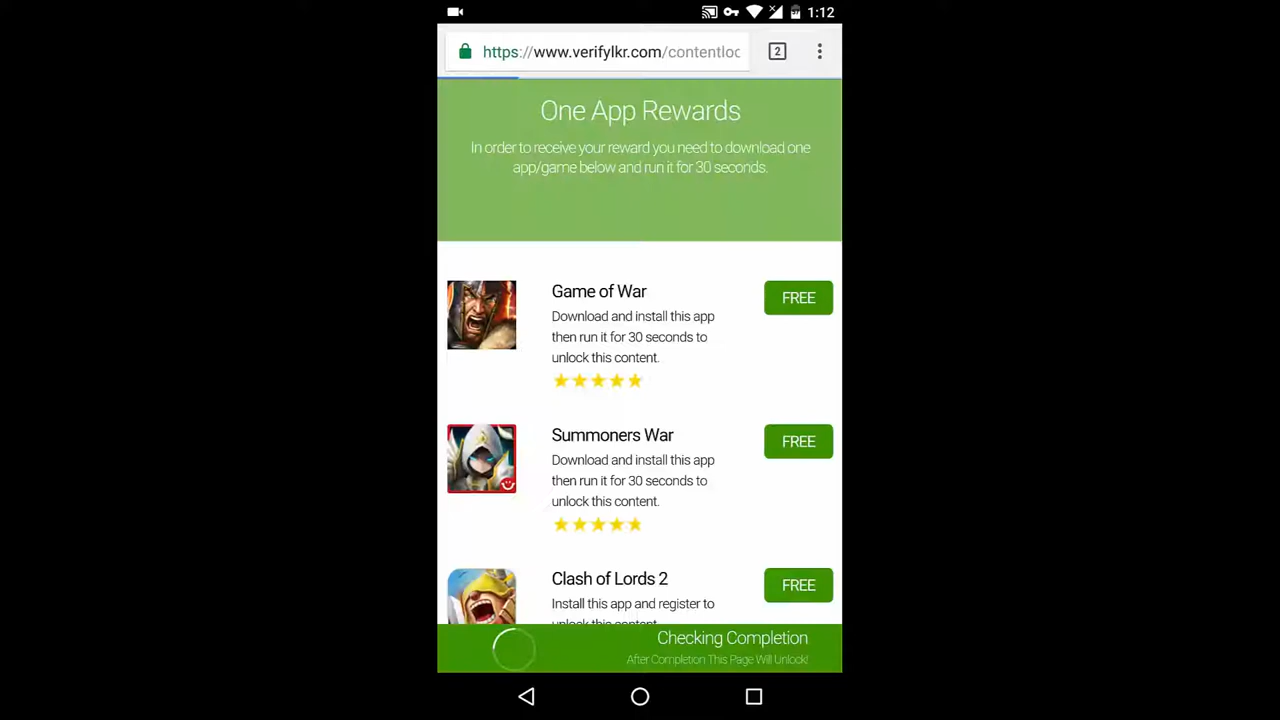 1:12
https://www.verifylkr.com/contentloc
2
One App Rewards
In order to receive your reward you need to download one
app/game below and run it for 30 seconds.
Game of War
FREE
Download and install this app
then run it for 30 seconds to
unlock this content.
Summoners War
FREE
Download and install this app
then run it for 30 seconds to
unlock this content.
Clash of Lords 2
FREE
Install this app and register to
unlock this content.
Checking Completion
After Completion This Page Will Unlock!